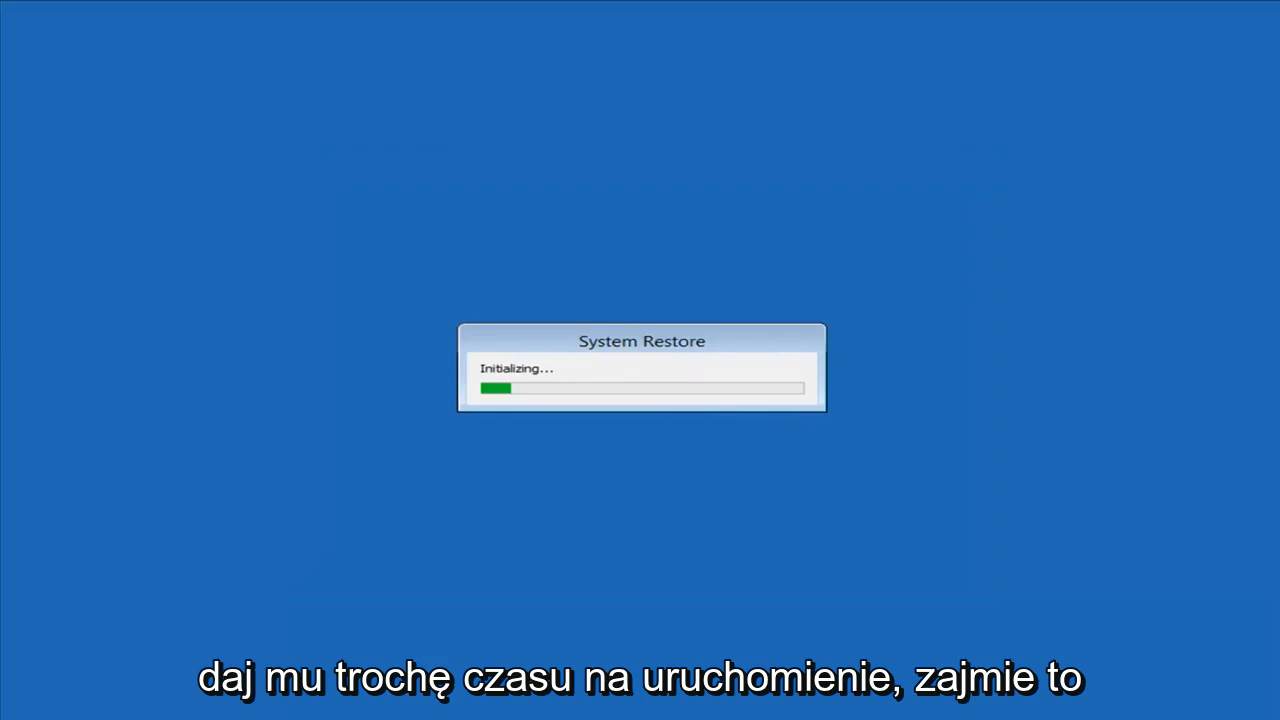 System Restore
Initializing...
daj mu trochę czasu na uruchomienie, zajmie to